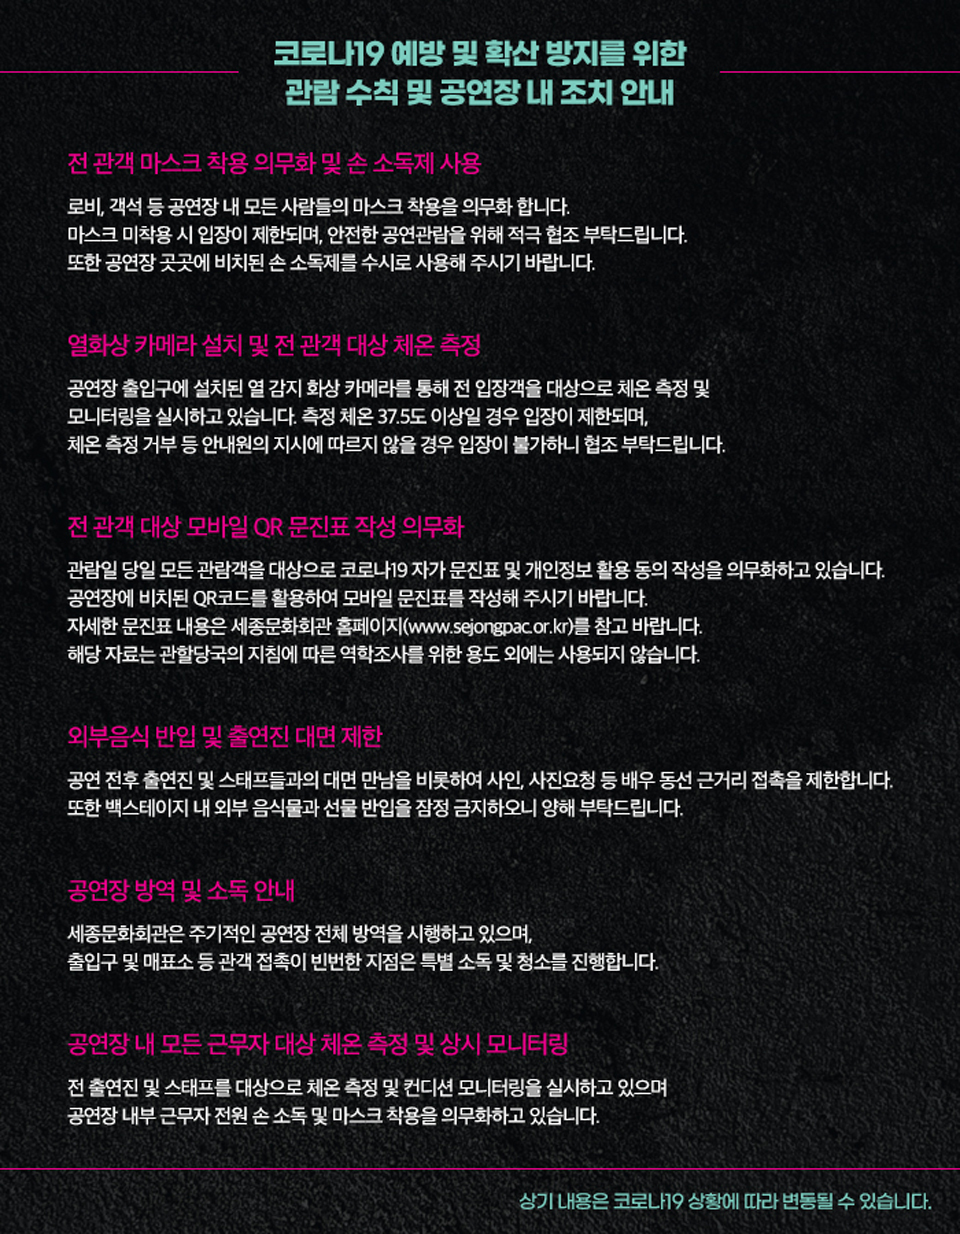 코로나19 예방 및 확산 방지를 위한
관람 수칙 및 공연장 내 조치 안내
전 관객 마스크 착용 의무화 및 손 소독제 사용
로비, 객석 등 공연장 내 모든 사람들의 마스크 착용을 의무화 합니다.
마스크 미착용 시 입장이 제한되며, 안전한 공연관람을 위해 적극 협조 부탁드립니다.
또한 공연장 곳곳에 비치된 손 소독제를 수시로 사용해 주시기 바랍니다.
열화상 카메라 설치 및 전 관객 대상 체온 측정
공연장 출입구에 설치된 열 감지 화상 카메라를 통해 전 입장객을 대상으로 체온 측정 및
모니터링을 실시하고 있습니다. 측정 체온 37.5도 이상일 경우 입장이 제한되며,
체온 측정 거부 등 안내원의 지시에 따르지 않을 경우 입장이 불가하니 협조 부탁드립니다.
전 관객 대상 모바일 QR 문진표 작성 의무화
관람일 당일 모든 관람객을 대상으로 코로나19 자가 문진표 및 개인정보 활용 동의 작성을 의무화하고 있습니다.
공연장에 비치된 QR코드를 활용하여 모바일 문진표를 작성해 주시기 바랍니다.
자세한 문진표 내용은 세종문화회관 홈페이지(www.sejongpac.or.kr)를 참고 바랍니다.
해당 자료는 관할당국의 지침에 따른 역학조사를 위한 용도 외에는 사용되지 않습니다.
외부음식 반입 및 출연진 대면 제한
공연 전후 출연진 및 스태프들과의 대면 만남을 비롯하여 사인, 사진요청 등 배우 동선 근거리 접촉을 제한합니다.
또한 백스테이지 내 외부 음식물과 선물 반입을 잠정 금지하오니 양해 부탁드립니다.
공연장 방역 및 소독 안내
세종문화회관은 주기적인 공연장 전체 방역을 시행하고 있으며,
출입구 및 매표소 등 관객 접촉이 빈번한 지점은 특별 소독 및 청소를 진행합니다.
공연장 내 모든 근무자 대상 체온 측정 및 상시 모니터링
전 출연진 및 스태프를 대상으로 체온 측정 및 컨디션 모니터링을 실시하고 있으며
공연장 내부 근무자 전원 손 소독 및 마스크 착용을 의무화하고 있습니다.
상기 내용은 코로나19 상황에 따라 변동될 수 있습니다.